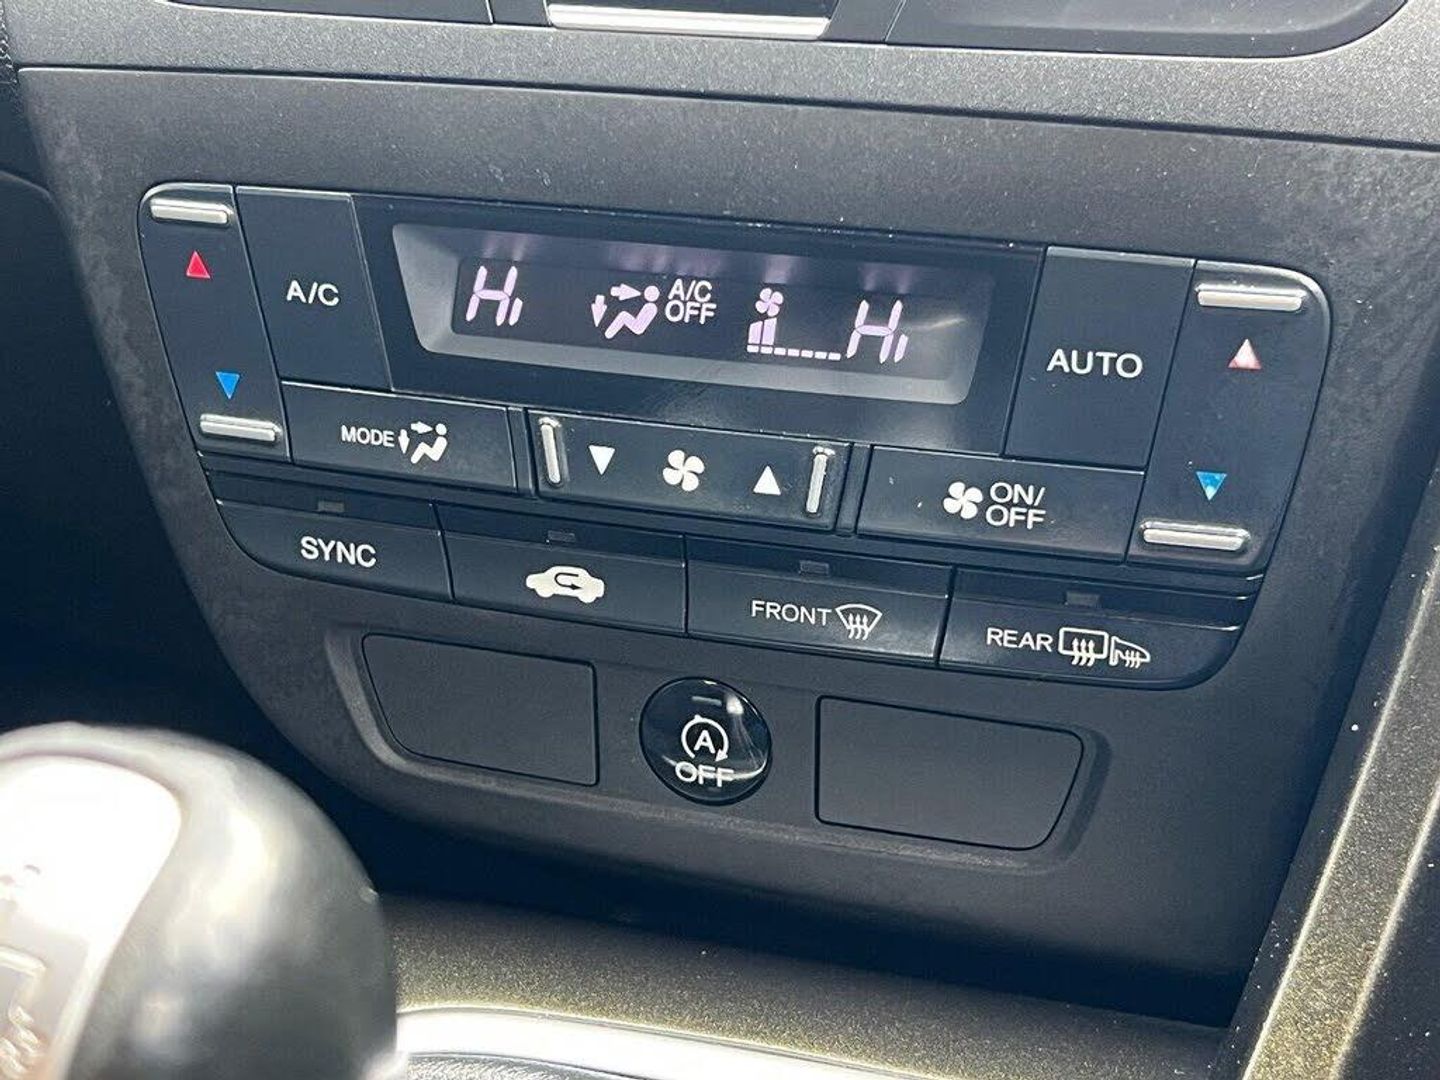 A/C
Hi
A/C
OFF
Hi
AUTO
MODE
ON/
OFF
SYNC
FRONT
REAR
A
OFF